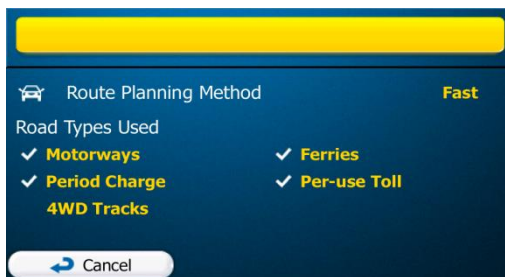 Route Planning Method Fast
Road Types Used
Motorways Ferries
Period Charge Per-use Toll
4WD Tracks
Cancel